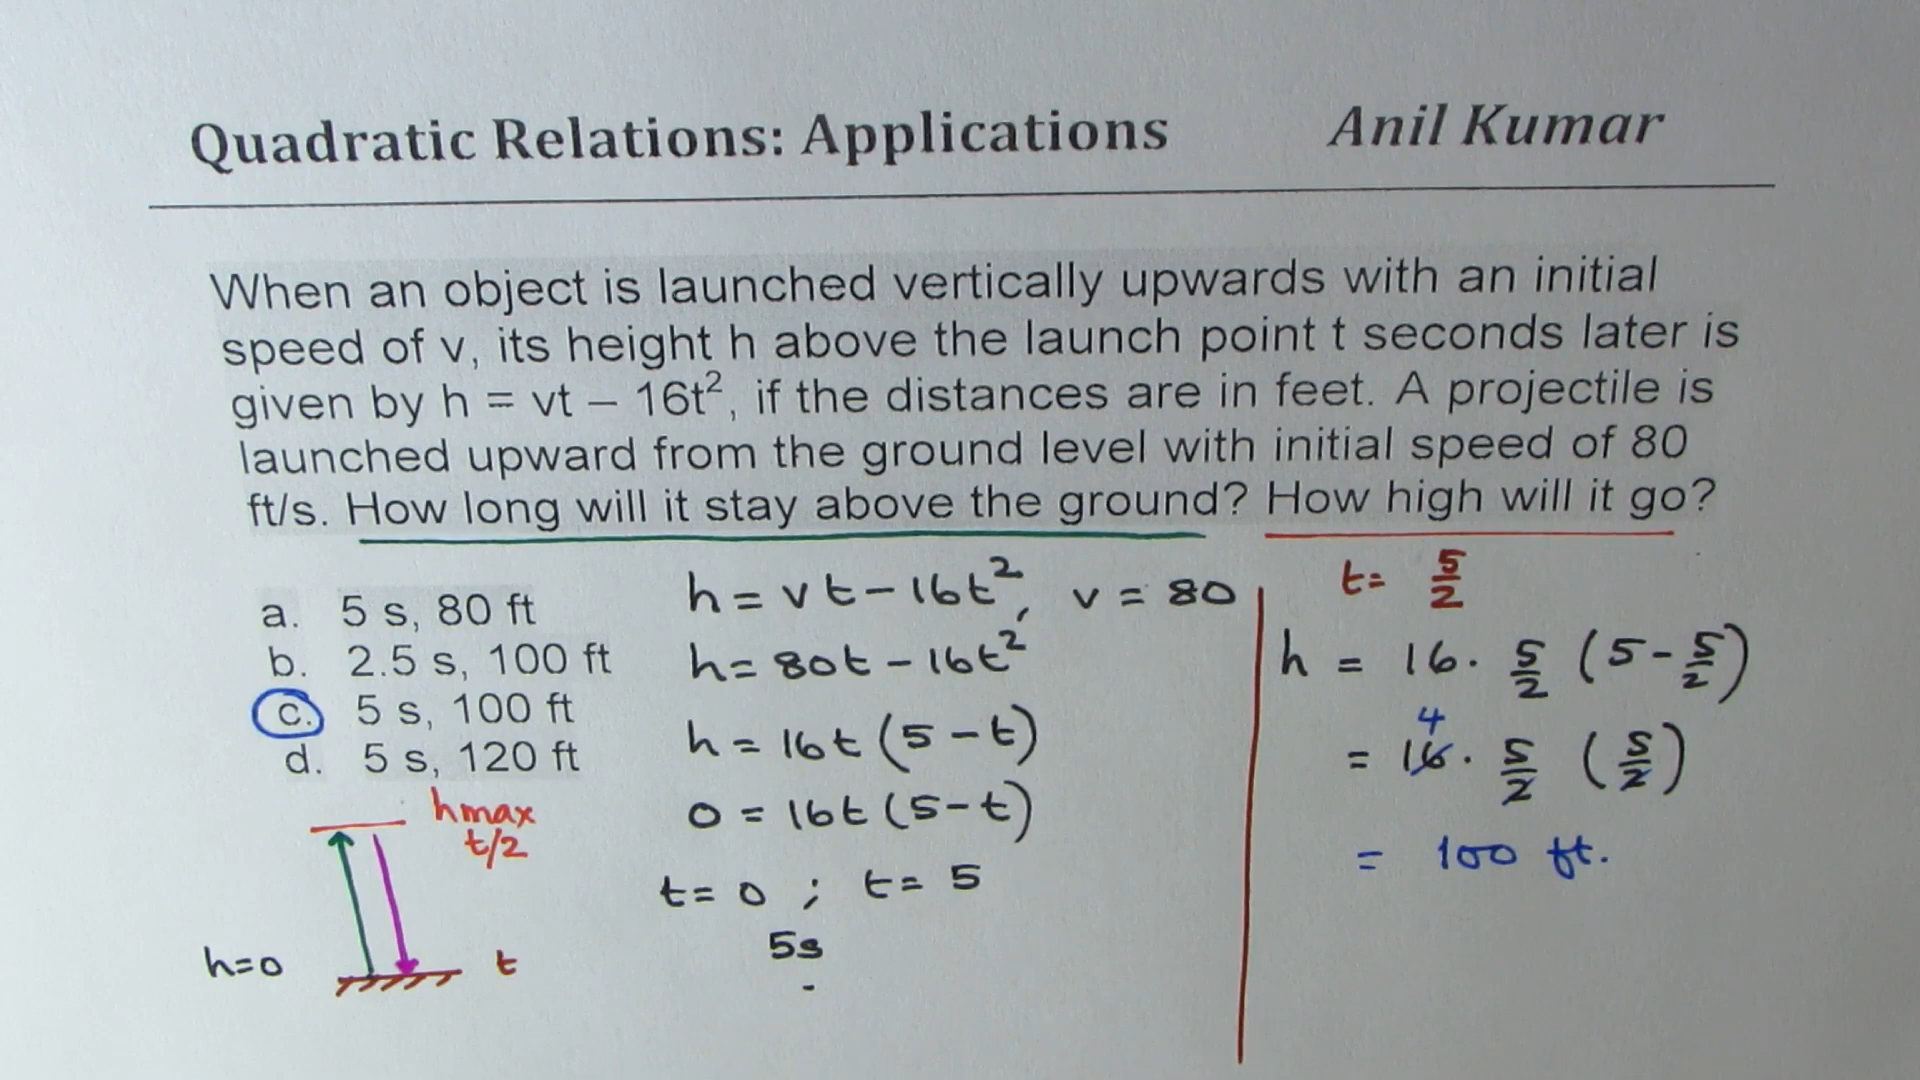 Quadratic Relations: Applications
Anil Kumar
When an object is launched vertically upwards with an initial
speed of v, its height h above the launch point t seconds later is
given by h = vt – 16t², if the distances are in feet. A projectile is
launched upward from the ground level with initial speed of 80
ft/s. How long will it stay above the ground? How high will it go?
a. 5 s, 80 ft
b. 2.5 s, 100 ft
c. 5 s, 100 ft
d. 5 s, 120 ft
hmax
t/2
h=0
t
h = vt – 16t², v = 80
h = 80t – 16t²
h = 16t (5 – t)
0 = 16t (5 – t)
t = 0 ; t = 5
5s
t = 5/2
h = 16 · 5/2 (5 – 5/2)
4
= 16 · 5/2 (5/2)
= 100 ft.